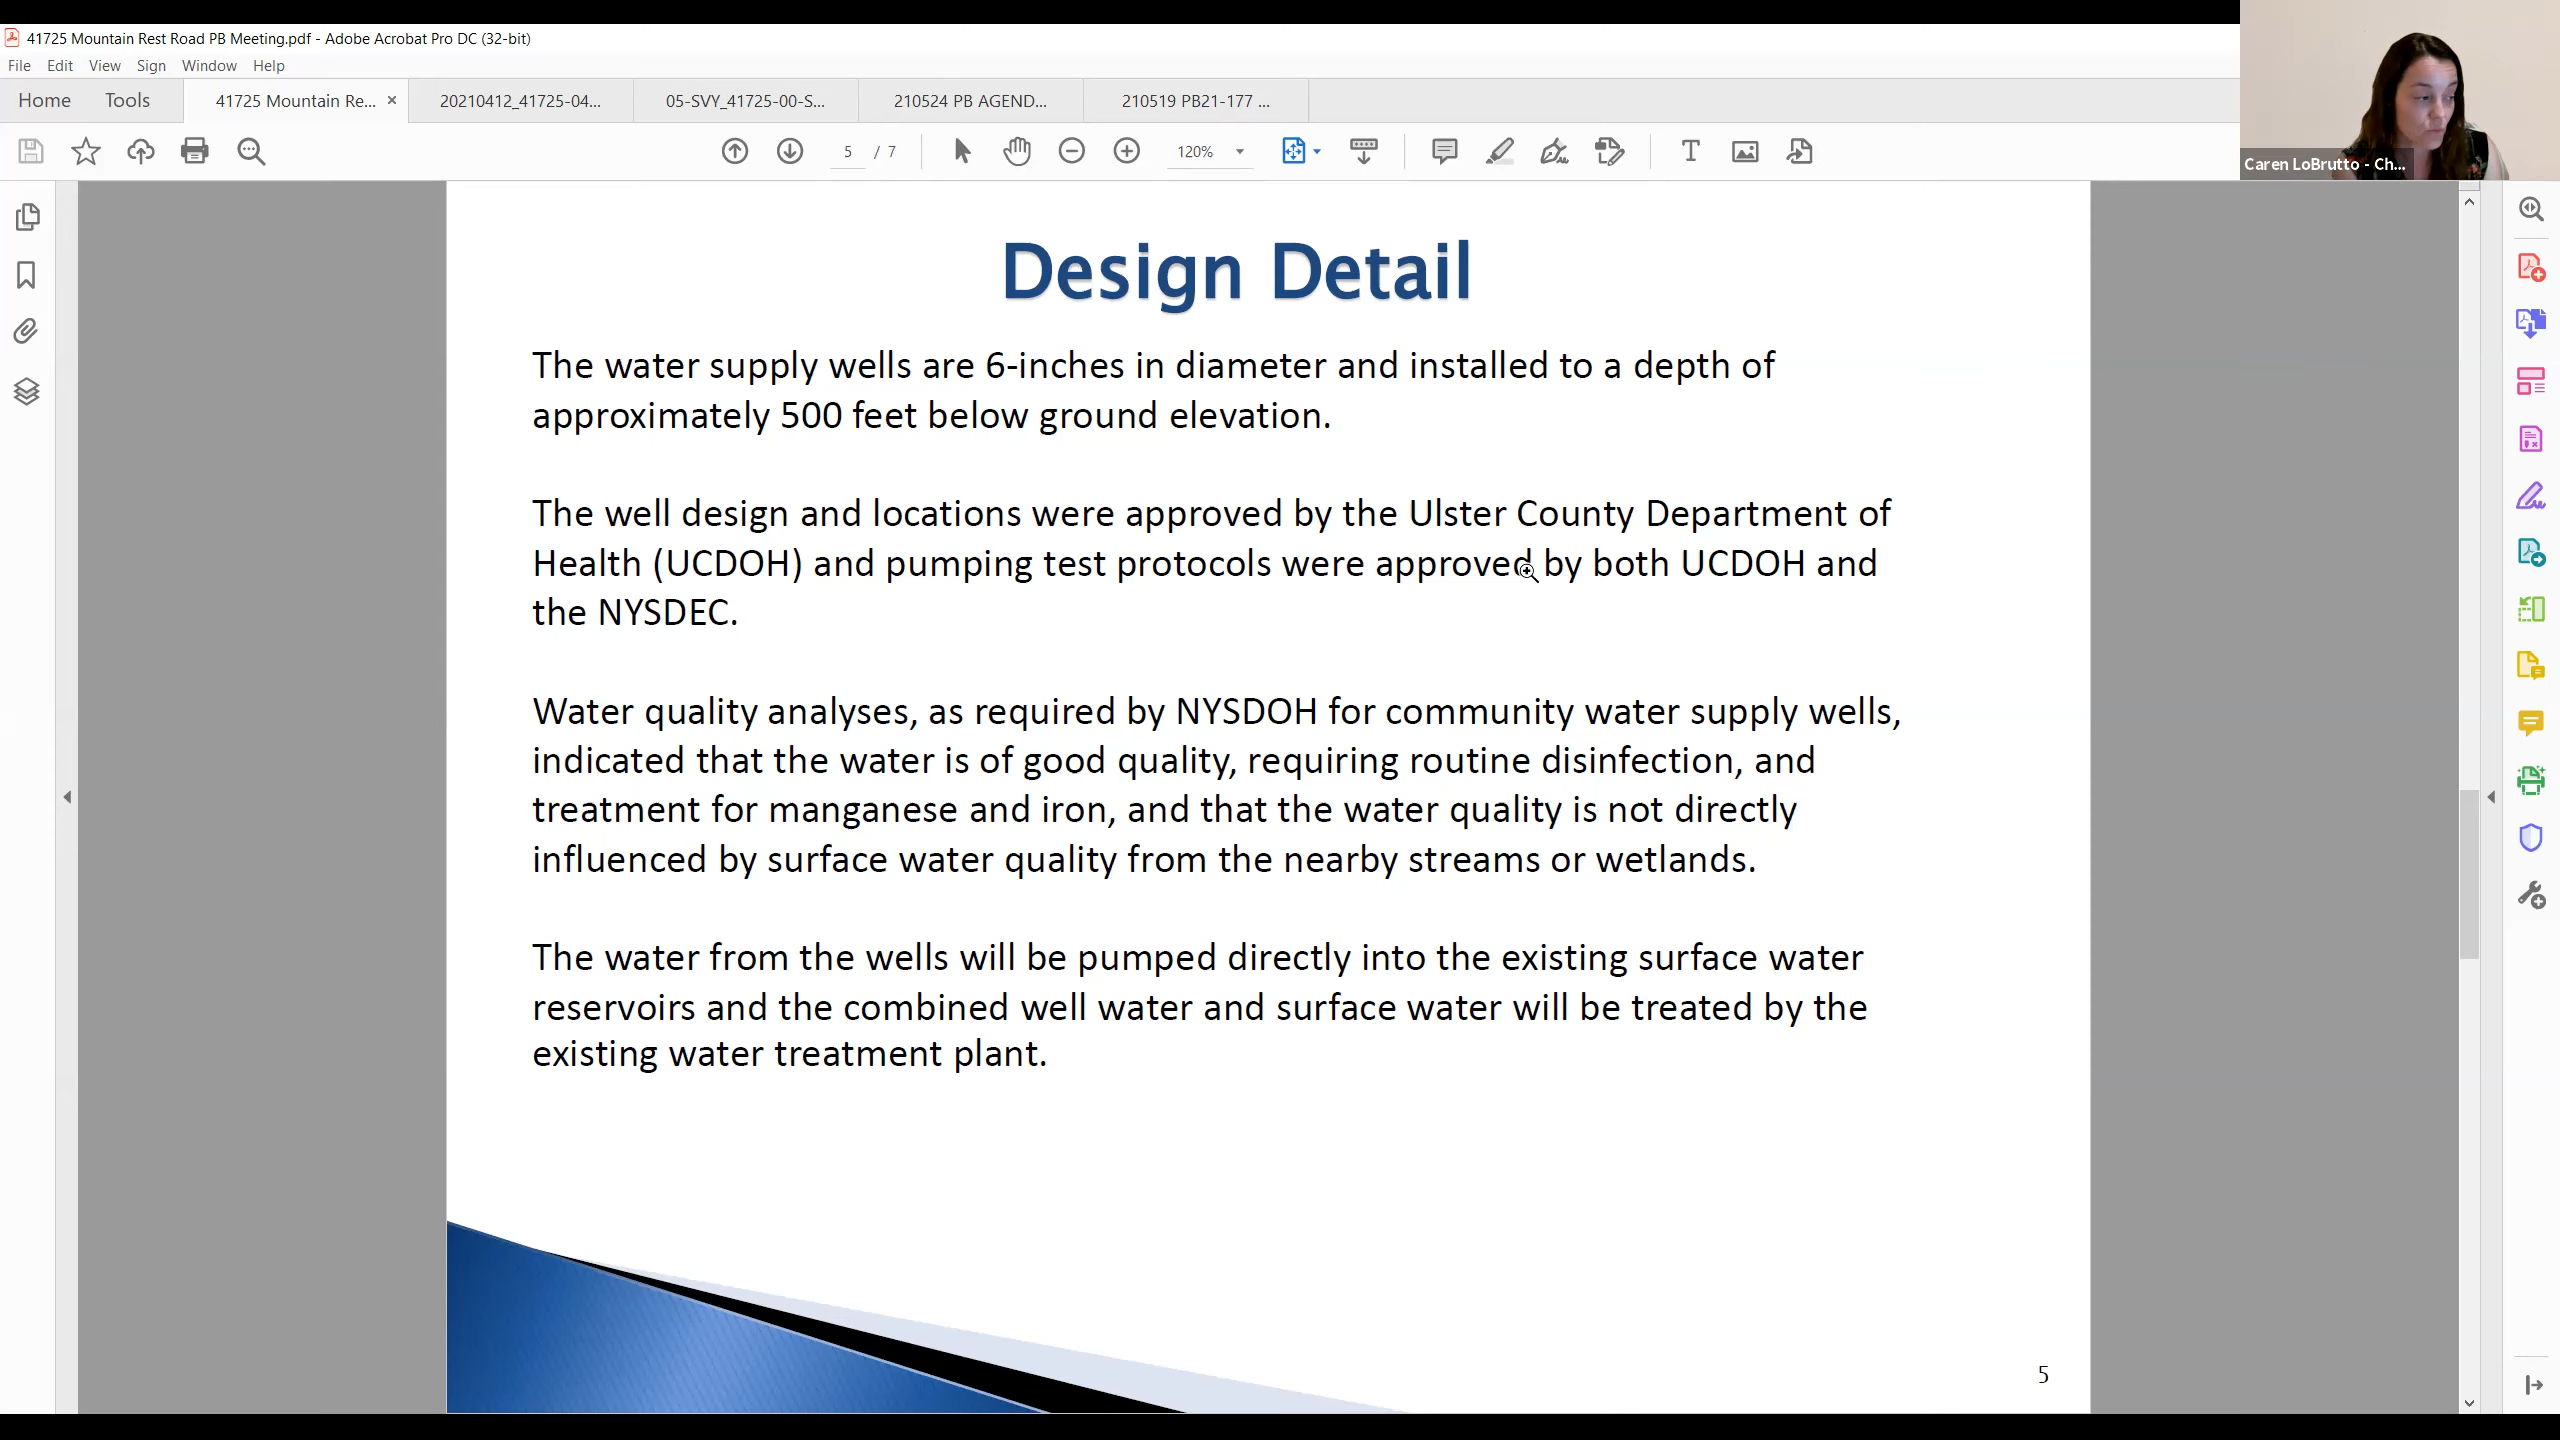 41725 Mountain Rest Road PB Meeting.pdf - Adobe Acrobat Pro DC (32-bit)
File Edit View Sign Window Help
Home Tools 41725 Mountain Re... × 20210412_41725-04... 05-SVY_41725-00-S... 210524 PB AGEND... 210519 PB21-177 ...
5 / 7 120%
Caren LoBrutto - Ch...
Design Detail
The water supply wells are 6-inches in diameter and installed to a depth of
approximately 500 feet below ground elevation.
The well design and locations were approved by the Ulster County Department of
Health (UCDOH) and pumping test protocols were approved by both UCDOH and
the NYSDEC.
Water quality analyses, as required by NYSDOH for community water supply wells,
indicated that the water is of good quality, requiring routine disinfection, and
treatment for manganese and iron, and that the water quality is not directly
influenced by surface water quality from the nearby streams or wetlands.
The water from the wells will be pumped directly into the existing surface water
reservoirs and the combined well water and surface water will be treated by the
existing water treatment plant.
5